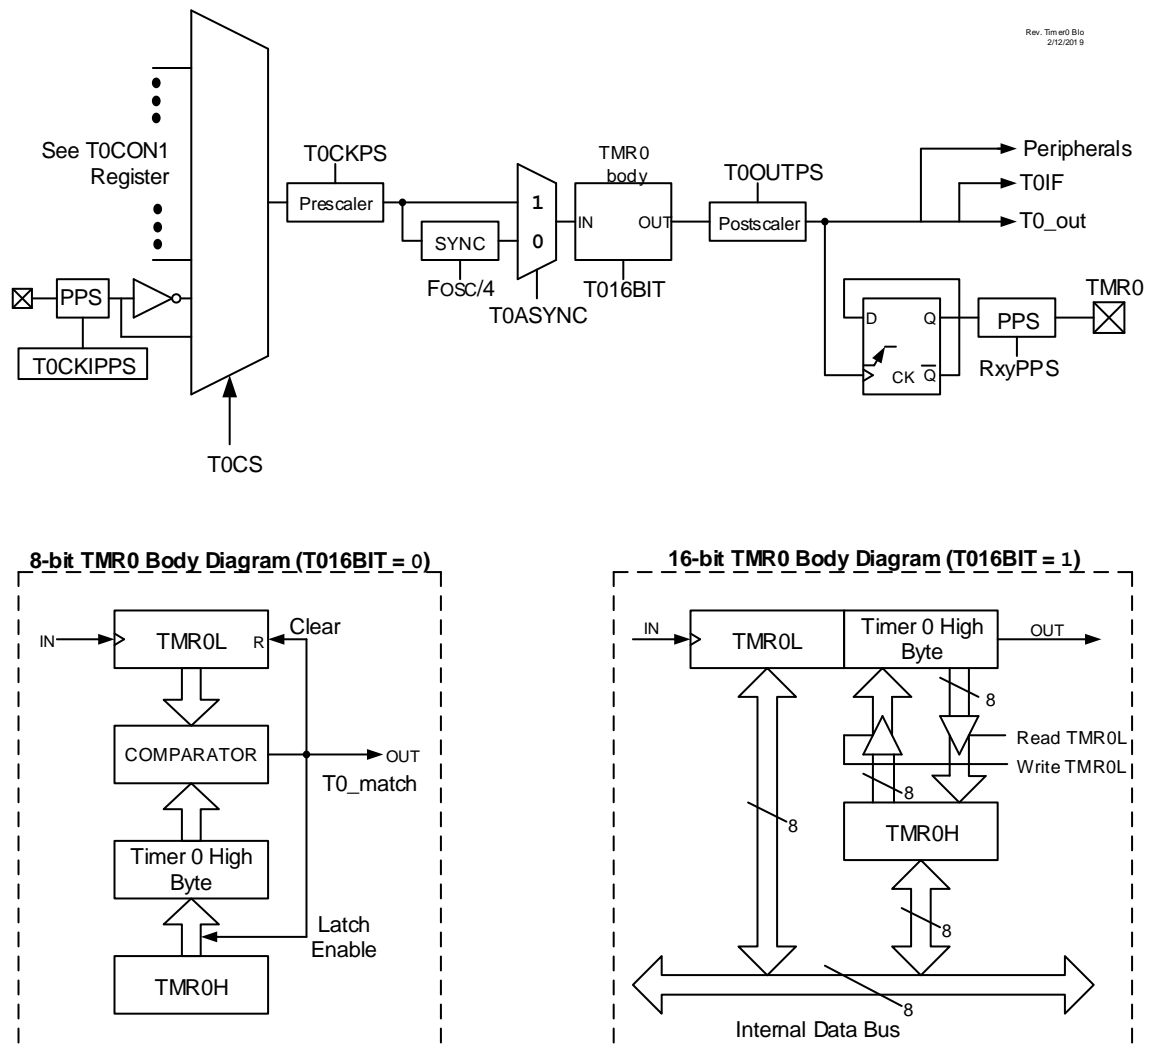 Rev. Timer0 Blo
2/12/2019
See T0CON1
Register
T0CKPS
Prescaler
SYNC
FOSC/4
1
0
T0ASYNC
TMR0
body
IN
OUT
T016BIT
T0OUTPS
Postscaler
Peripherals
T0IF
T0_out
PPS
T0CKIPPS
T0CS
D
Q
CK
Q
PPS
RxyPPS
TMR0
8-bit TMR0 Body Diagram (T016BIT = 0)
IN
TMR0L
R
Clear
COMPARATOR
OUT
T0_match
Timer 0 High
Byte
Latch
Enable
TMR0H
16-bit TMR0 Body Diagram (T016BIT = 1)
IN
TMR0L
Timer 0 High
Byte
OUT
8
Read TMR0L
Write TMR0L
8
8
TMR0H
8
8
Internal Data Bus